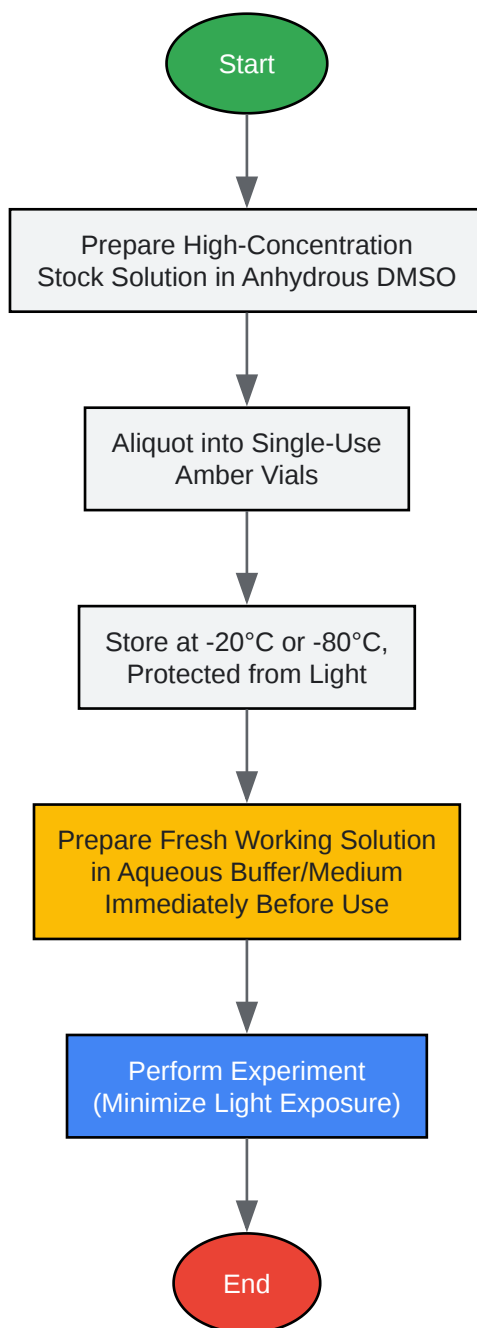 Start
Prepare High-Concentration
Stock Solution in Anhydrous DMSO
Aliquot into Single-Use
Amber Vials
Store at -20°C or -80°C,
Protected from Light
Prepare Fresh Working Solution
in Aqueous Buffer/Medium
Immediately Before Use
Perform Experiment
(Minimize Light Exposure)
End